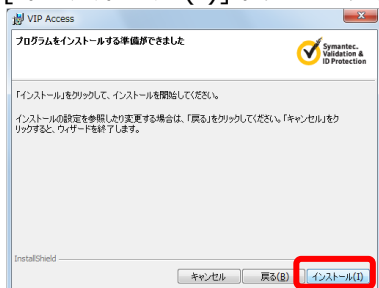 VIP Access
プログラムをインストールする準備ができました
Symantec.
Validation &
ID Protection
「インストール」をクリックして、インストールを開始してください。
インストールの設定を参照したり変更する場合は、「戻る」をクリックしてください。「キャンセル」をク
リックすると、ウィザードを終了します。
InstallShield
キャンセル 戻る(B) インストール(I)